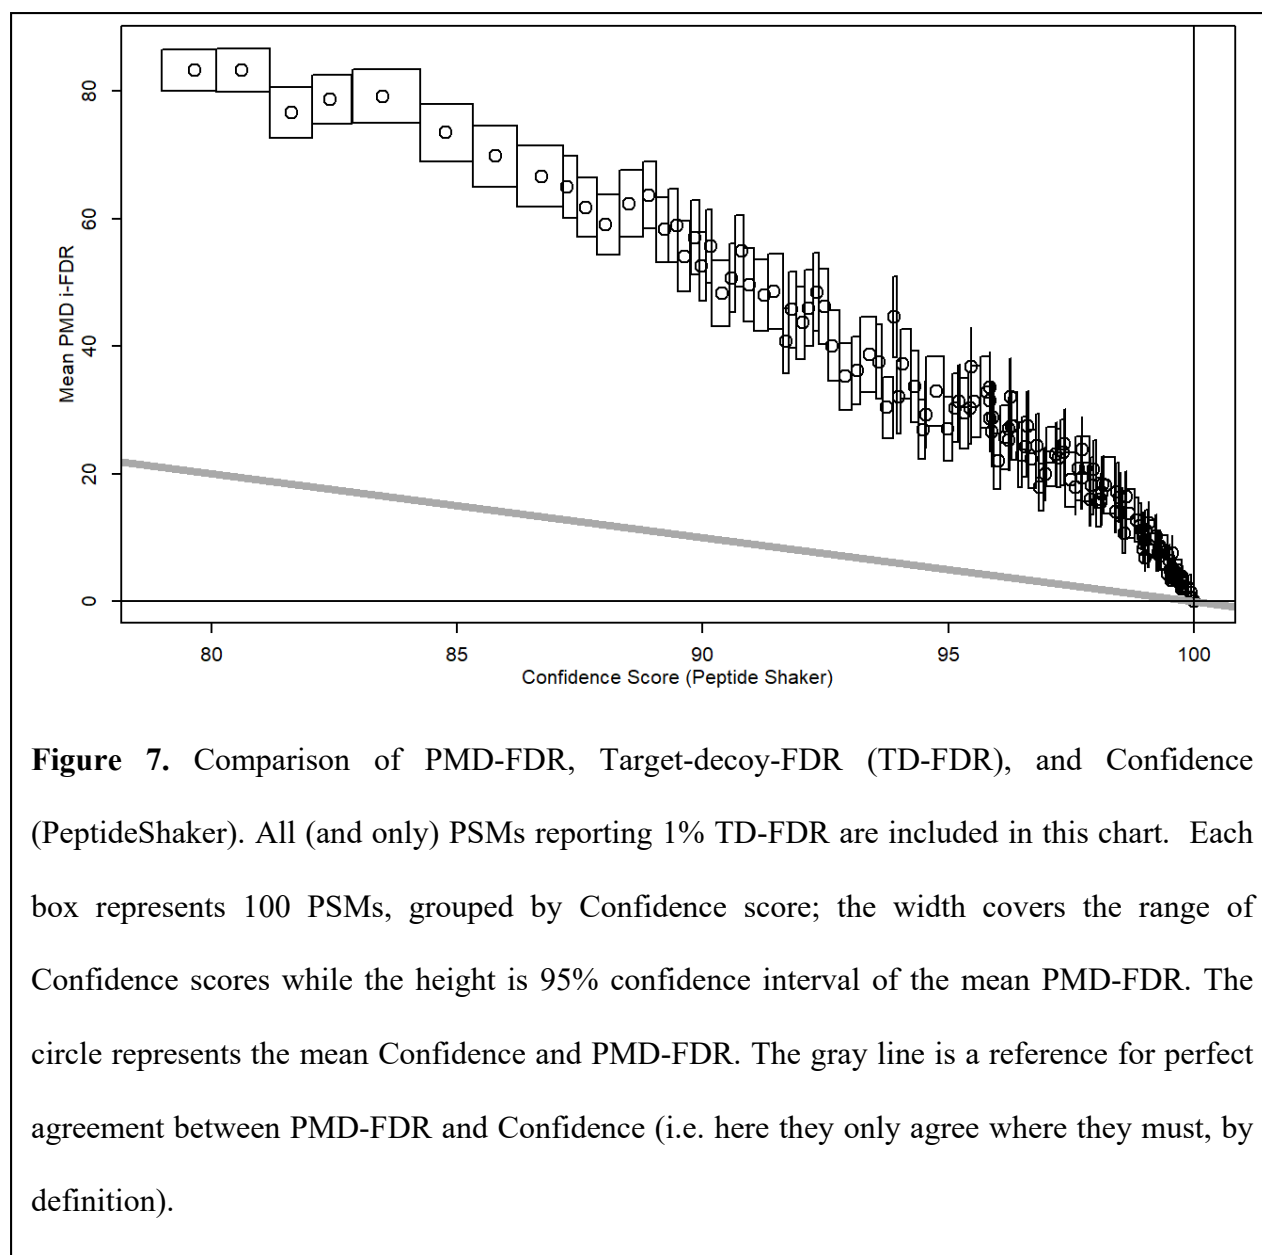 80
60
40
20
0
Mean PMD i-FDR
80 85 90 95 100
Confidence Score (Peptide Shaker)
Figure 7. Comparison of PMD-FDR, Target-decoy-FDR (TD-FDR), and Confidence
(PeptideShaker). All (and only) PSMs reporting 1% TD-FDR are included in this chart. Each
box represents 100 PSMs, grouped by Confidence score; the width covers the range of
Confidence scores while the height is 95% confidence interval of the mean PMD-FDR. The
circle represents the mean Confidence and PMD-FDR. The gray line is a reference for perfect
agreement between PMD-FDR and Confidence (i.e. here they only agree where they must, by
definition).